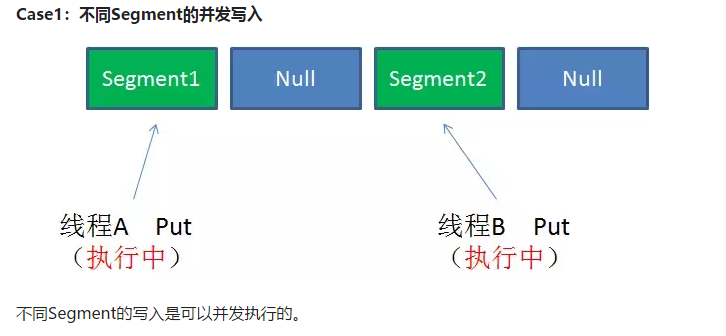 Case1：不同Segment的并发写入
Segment1 Null Segment2 Null
线程A Put 线程B Put
（执行中） （执行中）
不同Segment的写入是可以并发执行的。